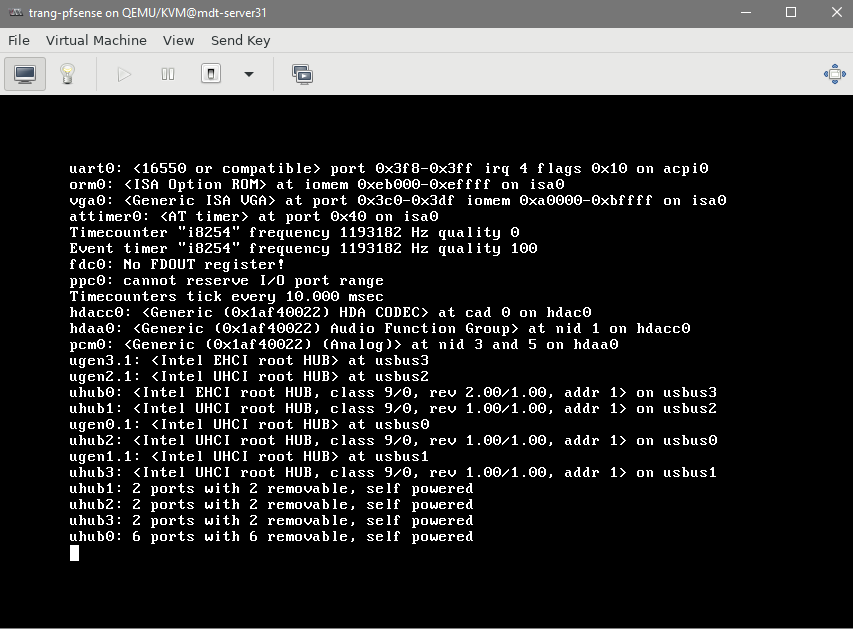 trang-pfsense on QEMU/KVM@mdt-server31
File Virtual Machine View Send Key
uart0: <16550 or compatible> port 0x3f8-0x3ff irq 4 flags 0x10 on acpi0
orm0: <ISA Option ROM> at iomem 0xeb000-0xeffff on isa0
vga0: <Generic ISA VGA> at port 0x3c0-0x3df iomem 0xa0000-0xbffff on isa0
attimer0: <AT timer> at port 0x40 on isa0
Timecounter "i8254" frequency 1193182 Hz quality 0
Event timer "i8254" frequency 1193182 Hz quality 100
fdc0: No FDOUT register!
ppc0: cannot reserve I/O port range
Timecounters tick every 10.000 msec
hdacc0: <Generic (0x1af40022) HDA CODEC> at cad 0 on hdac0
hdaa0: <Generic (0x1af40022) Audio Function Group> at nid 1 on hdacc0
pcm0: <Generic (0x1af40022) (Analog)> at nid 3 and 5 on hdaa0
ugen3.1: <Intel EHCI root HUB> at usbus3
ugen2.1: <Intel UHCI root HUB> at usbus2
uhub0: <Intel EHCI root HUB, class 9/0, rev 2.00/1.00, addr 1> on usbus3
uhub1: <Intel UHCI root HUB, class 9/0, rev 1.00/1.00, addr 1> on usbus2
ugen0.1: <Intel UHCI root HUB> at usbus0
uhub2: <Intel UHCI root HUB, class 9/0, rev 1.00/1.00, addr 1> on usbus0
ugen1.1: <Intel UHCI root HUB> at usbus1
uhub3: <Intel UHCI root HUB, class 9/0, rev 1.00/1.00, addr 1> on usbus1
uhub1: 2 ports with 2 removable, self powered
uhub2: 2 ports with 2 removable, self powered
uhub3: 2 ports with 2 removable, self powered
uhub0: 6 ports with 6 removable, self powered